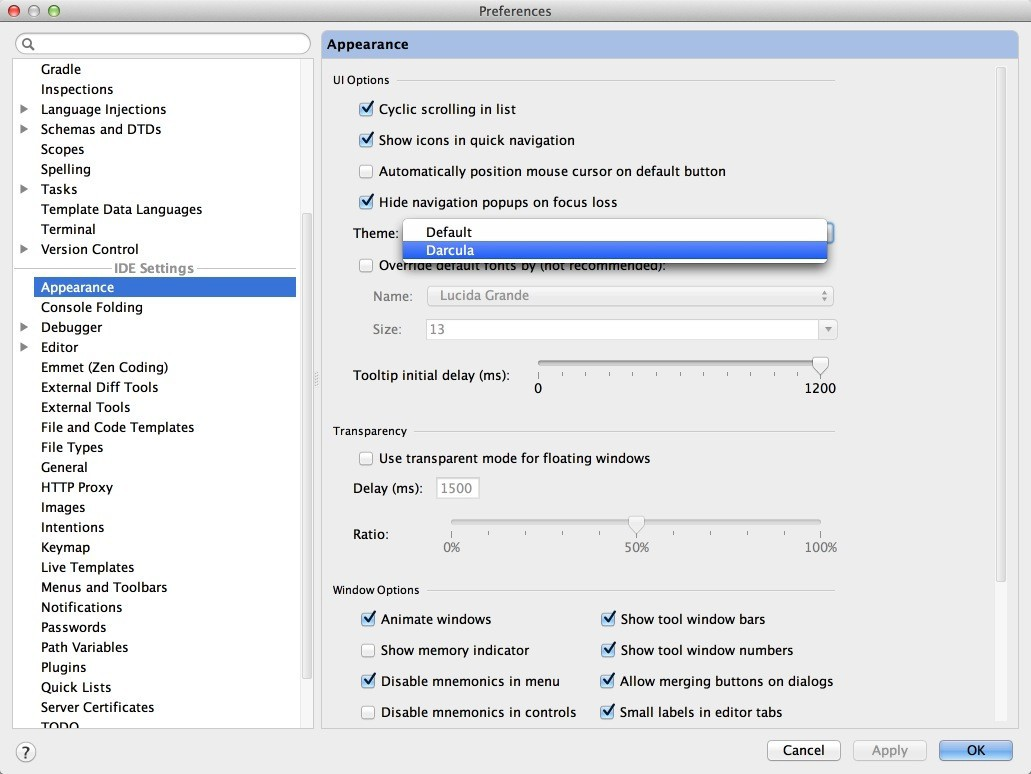 Preferences
Gradle
Inspections
Language Injections
Schemas and DTDs
Scopes
Spelling
Tasks
Template Data Languages
Terminal
Version Control
IDE Settings
Appearance
Console Folding
Debugger
Editor
Emmet (Zen Coding)
External Diff Tools
External Tools
File and Code Templates
File Types
General
HTTP Proxy
Images
Intentions
Keymap
Live Templates
Menus and Toolbars
Notifications
Passwords
Path Variables
Plugins
Quick Lists
Server Certificates
TODO
Appearance
UI Options
Cyclic scrolling in list
Show icons in quick navigation
Automatically position mouse cursor on default button
Hide navigation popups on focus loss
Theme:
Default
Darcula
Override default fonts by (not recommended):
Name: Lucida Grande
Size: 13
Tooltip initial delay (ms):
0 1200
Transparency
Use transparent mode for floating windows
Delay (ms): 1500
Ratio:
0% 50% 100%
Window Options
Animate windows Show tool window bars
Show memory indicator Show tool window numbers
Disable mnemonics in menu Allow merging buttons on dialogs
Disable mnemonics in controls Small labels in editor tabs
? Cancel Apply OK